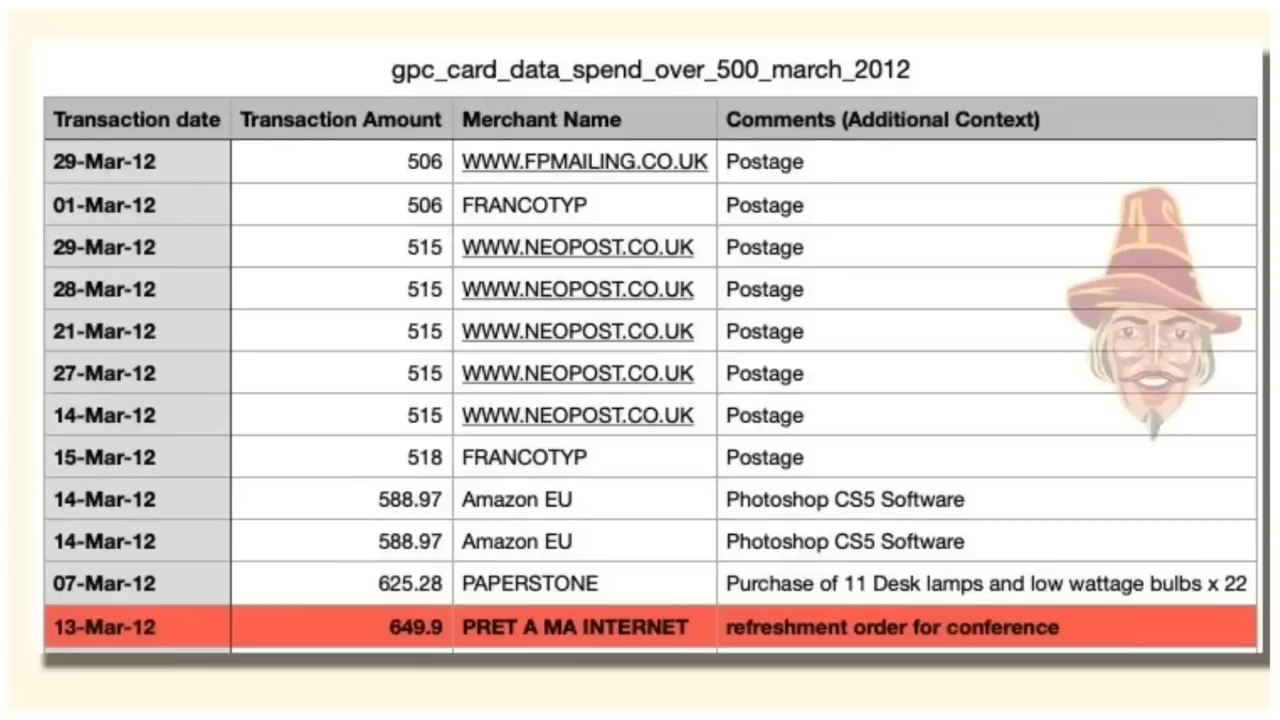 gpc_card_data_spend_over_500_march_2012
Transaction date Transaction Amount Merchant Name Comments (Additional Context)
29-Mar-12 506 WWW.FPMAILING.CO.UK Postage
01-Mar-12 506 FRANCOTYP Postage
29-Mar-12 515 WWW.NEOPOST.CO.UK Postage
28-Mar-12 515 WWW.NEOPOST.CO.UK Postage
21-Mar-12 515 WWW.NEOPOST.CO.UK Postage
27-Mar-12 515 WWW.NEOPOST.CO.UK Postage
14-Mar-12 515 WWW.NEOPOST.CO.UK Postage
15-Mar-12 518 FRANCOTYP Postage
14-Mar-12 588.97 Amazon EU Photoshop CS5 Software
14-Mar-12 588.97 Amazon EU Photoshop CS5 Software
07-Mar-12 625.28 PAPERSTONE Purchase of 11 Desk lamps and low wattage bulbs x 22
13-Mar-12 649.9 PRET A MA INTERNET refreshment order for conference